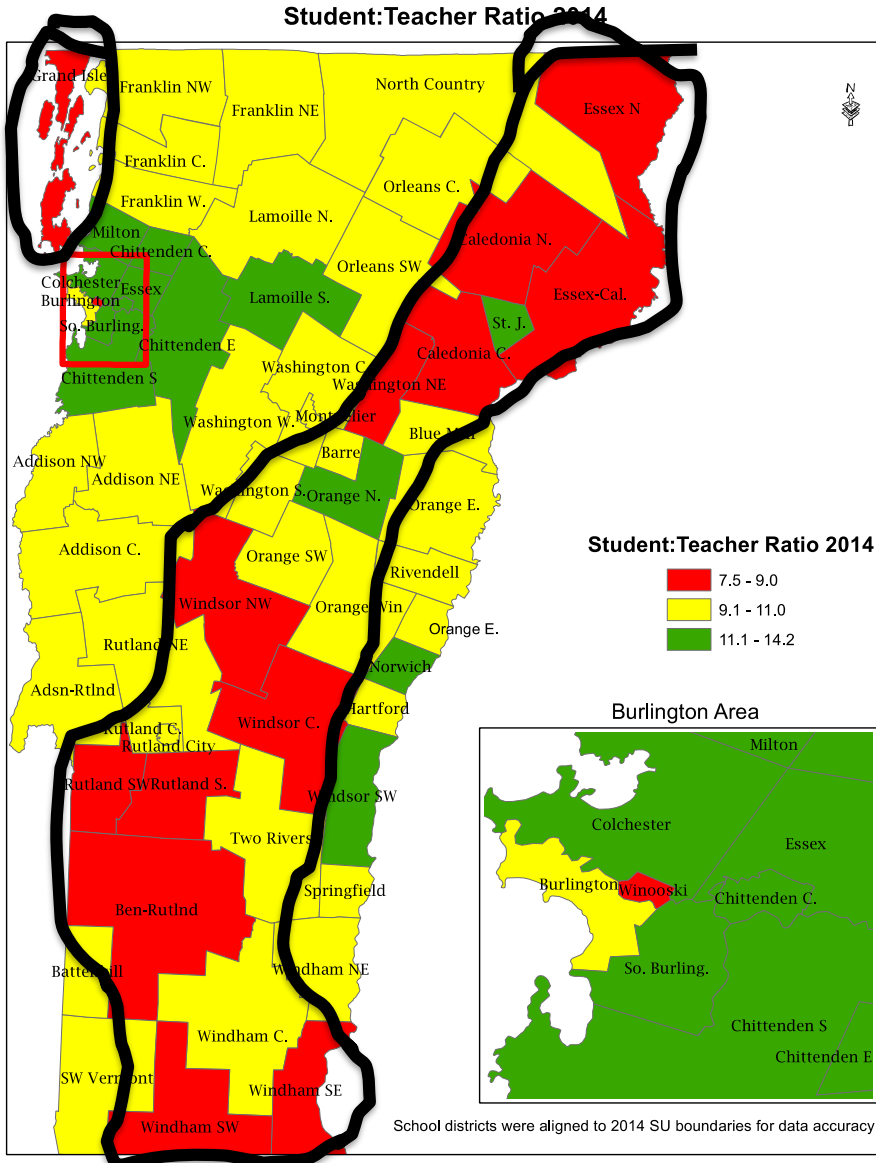 Student:Teacher Ratio 2014
Grand Isle
Franklin NW
Franklin NE
North Country
Essex N
N
Franklin C.
Orleans C.
Franklin W.
Lamoille N.
Milton
Chittenden C.
Caledonia N.
Orleans SW
Colchester
Essex
Burlington
Lamoille S.
Essex-Cal.
So. Burling.
St. J.
Chittenden E
Caledonia C.
Washington C.
Chittenden S
Washington NE
Washington W.
Montpelier
Blue Mtn
Barre
Addison NW
Addison NE
Washington S.
Orange N.
Orange E.
Addison C.
Orange SW
Rivendell
Windsor NW
Orange Win
Orange E.
Rutland NE
Norwich
Adsn-Rtlnd
Hartford
Rutland C.
Windsor C.
Rutland City
Rutland SW
Rutland S.
Windsor SW
Two Rivers
Springfield
Ben-Rutlnd
Battenkill
Windham NE
Windham C.
SW Vermont
Windham SE
Windham SW
Student:Teacher Ratio 2014
7.5 - 9.0
9.1 - 11.0
11.1 - 14.2
Burlington Area
Milton
Colchester
Essex
Burlington
Winooski
Chittenden C.
So. Burling.
Chittenden S
Chittenden E
School districts were aligned to 2014 SU boundaries for data accuracy